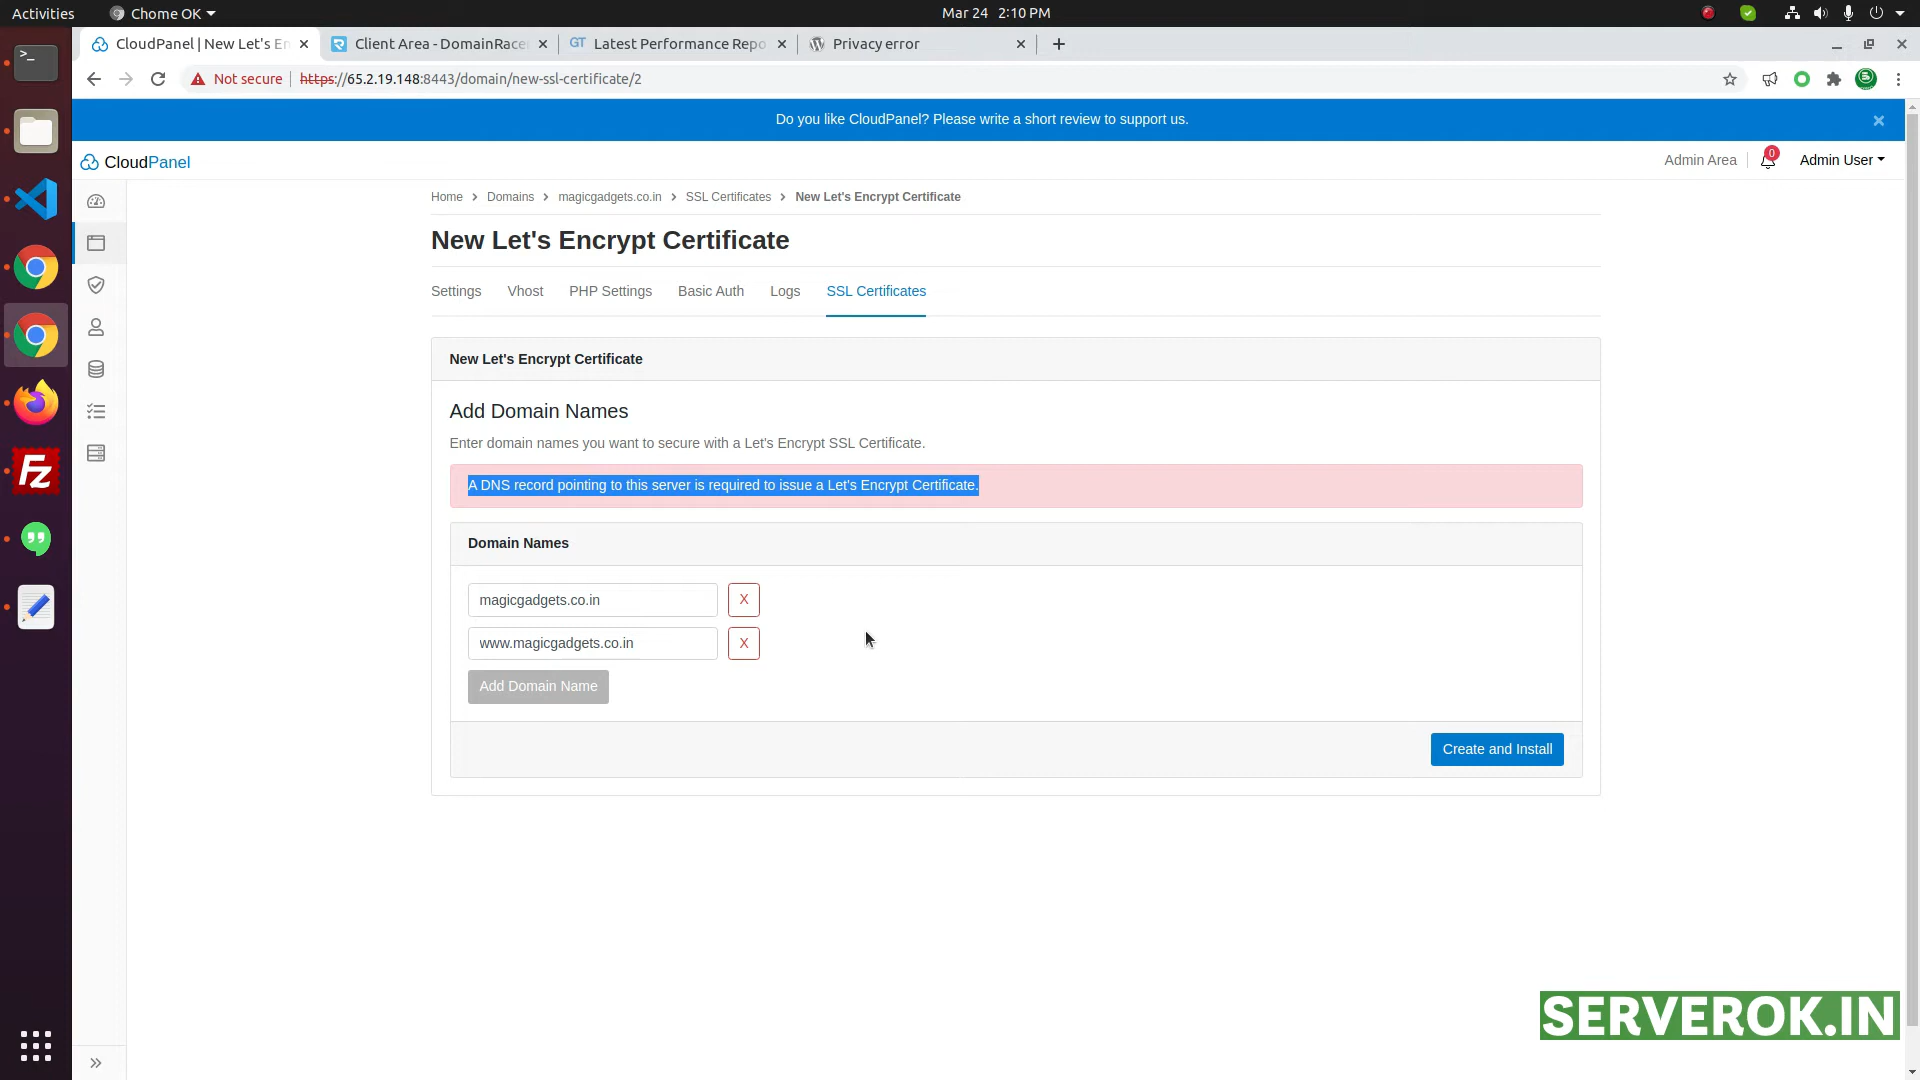 Activities
Chome OK
Mar 24 2:10 PM
CloudPanel | New Let's En
Client Area - DomainRace
GT Latest Performance Repo
Privacy error
Not secure
https://65.2.19.148:8443/domain/new-ssl-certificate/2
Do you like CloudPanel? Please write a short review to support us.
CloudPanel
Admin Area
0
Admin User
Home > Domains > magicgadgets.co.in > SSL Certificates > New Let's Encrypt Certificate
New Let's Encrypt Certificate
Settings Vhost PHP Settings Basic Auth Logs SSL Certificates
New Let's Encrypt Certificate
Add Domain Names
Enter domain names you want to secure with a Let's Encrypt SSL Certificate.
A DNS record pointing to this server is required to issue a Let's Encrypt Certificate.
Domain Names
magicgadgets.co.in X
www.magicgadgets.co.in X
Add Domain Name
Create and Install
Fz
SERVEROK.IN